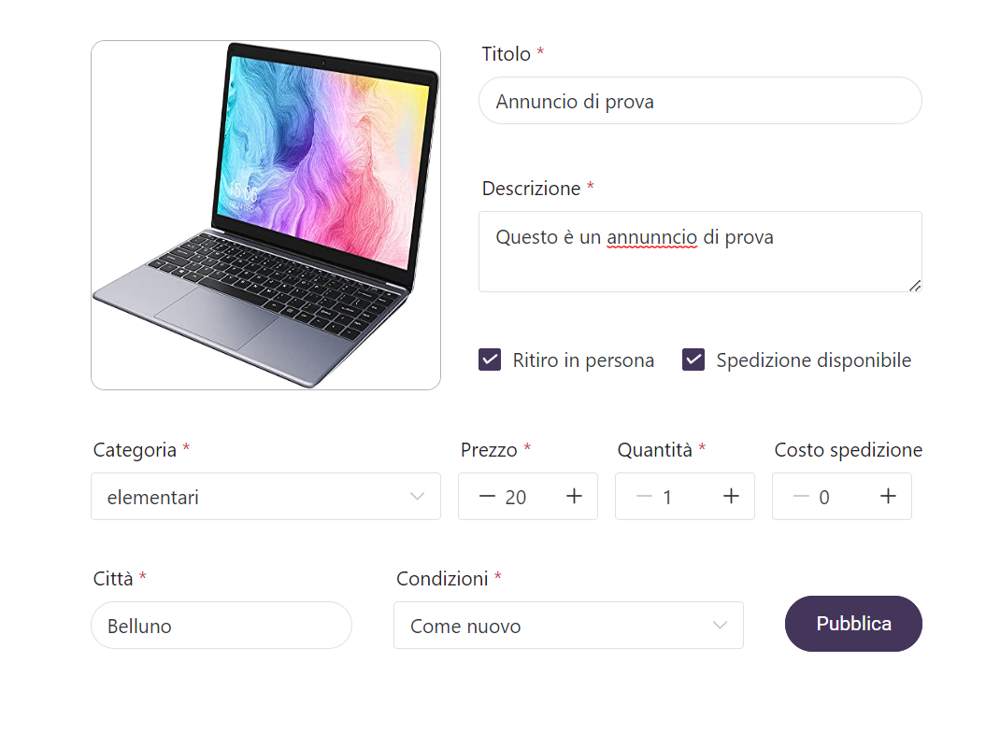 Titolo *
Annuncio di prova
Descrizione *
Questo è un annunncio di prova
Ritiro in persona Spedizione disponibile
Categoria * Prezzo * Quantità * Costo spedizione
elementari — 20 + — 1 + — 0 +
Città * Condizioni *
Belluno Come nuovo Pubblica